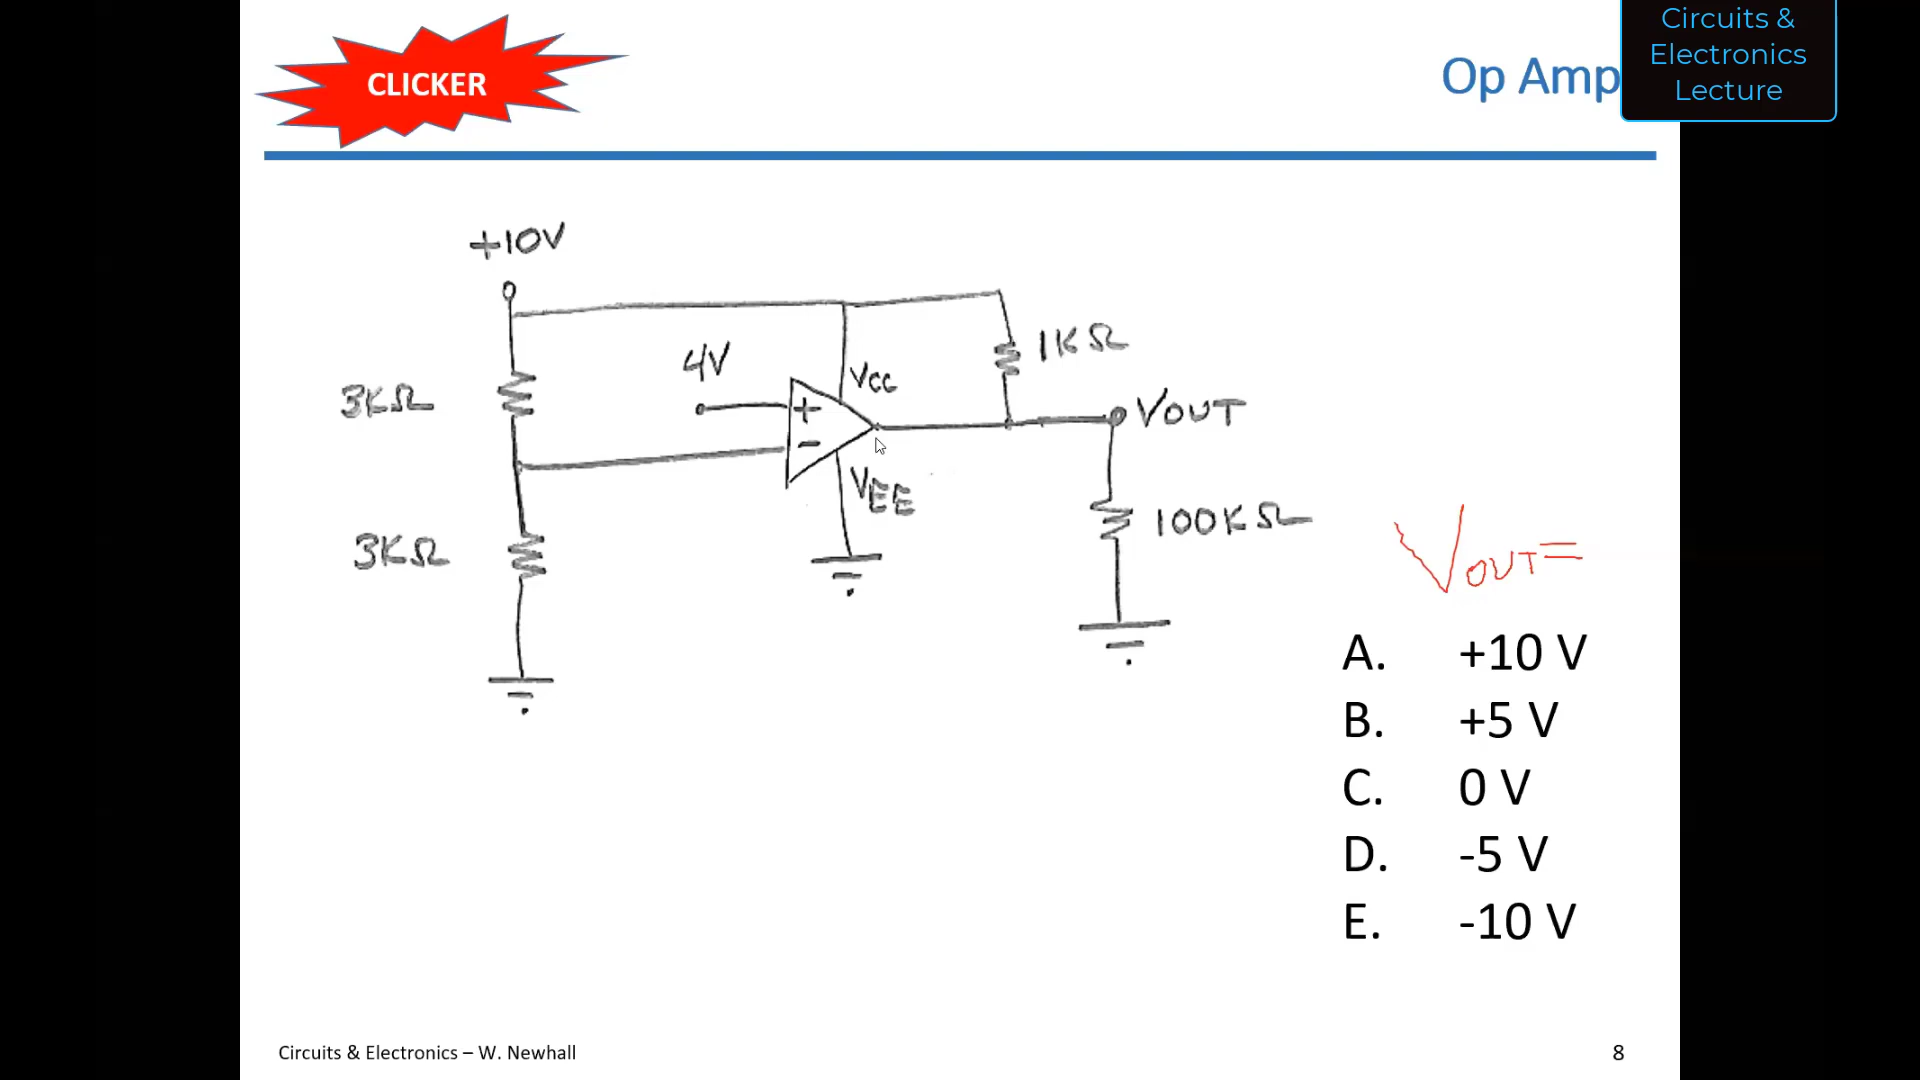 CLICKER
Op Amp
Circuits &
Electronics
Lecture
+10V
3KΩ
4V
+
-
VCC
VEE
1KΩ
VOUT
3KΩ
100KΩ
VOUT=
A. +10 V
B. +5 V
C. 0 V
D. -5 V
E. -10 V
Circuits & Electronics – W. Newhall
8